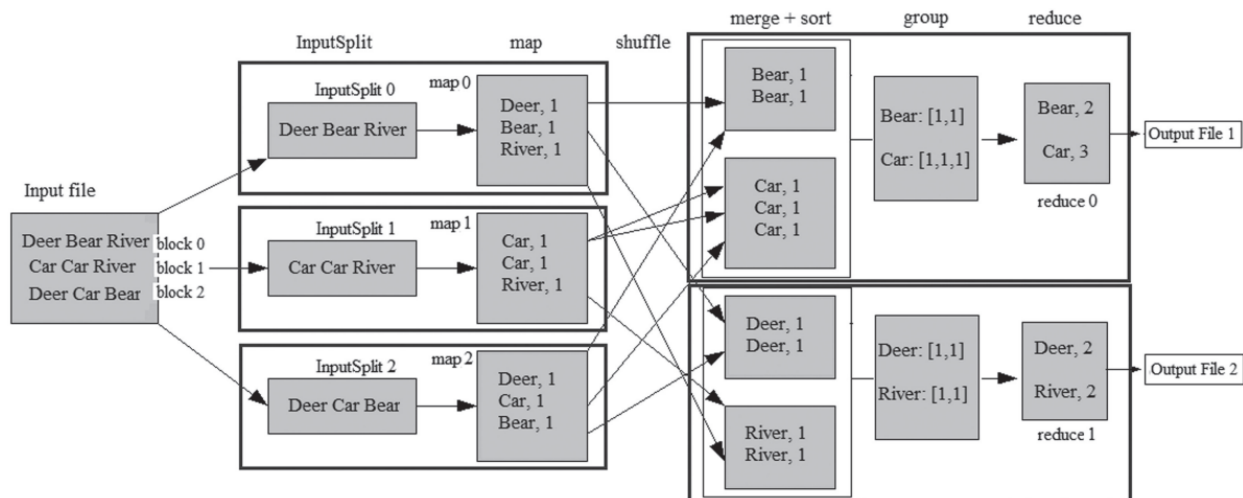 merge + sort
group
reduce
InputSplit
map
shuffle
Input file
Deer Bear River
block 0
Car Car River
block 1
Deer Car Bear
block 2
InputSplit 0
map 0
Deer Bear River
Deer, 1
Bear, 1
River, 1
InputSplit 1
map 1
Car Car River
Car, 1
Car, 1
River, 1
InputSplit 2
map 2
Deer Car Bear
Deer, 1
Car, 1
Bear, 1
Bear, 1
Bear, 1
Car, 1
Car, 1
Car, 1
Bear: [1,1]
Car: [1,1,1]
Bear, 2
Car, 3
reduce 0
Output File 1
Deer, 1
Deer, 1
River, 1
River, 1
Deer: [1,1]
River: [1,1]
Deer, 2
River, 2
reduce 1
Output File 2